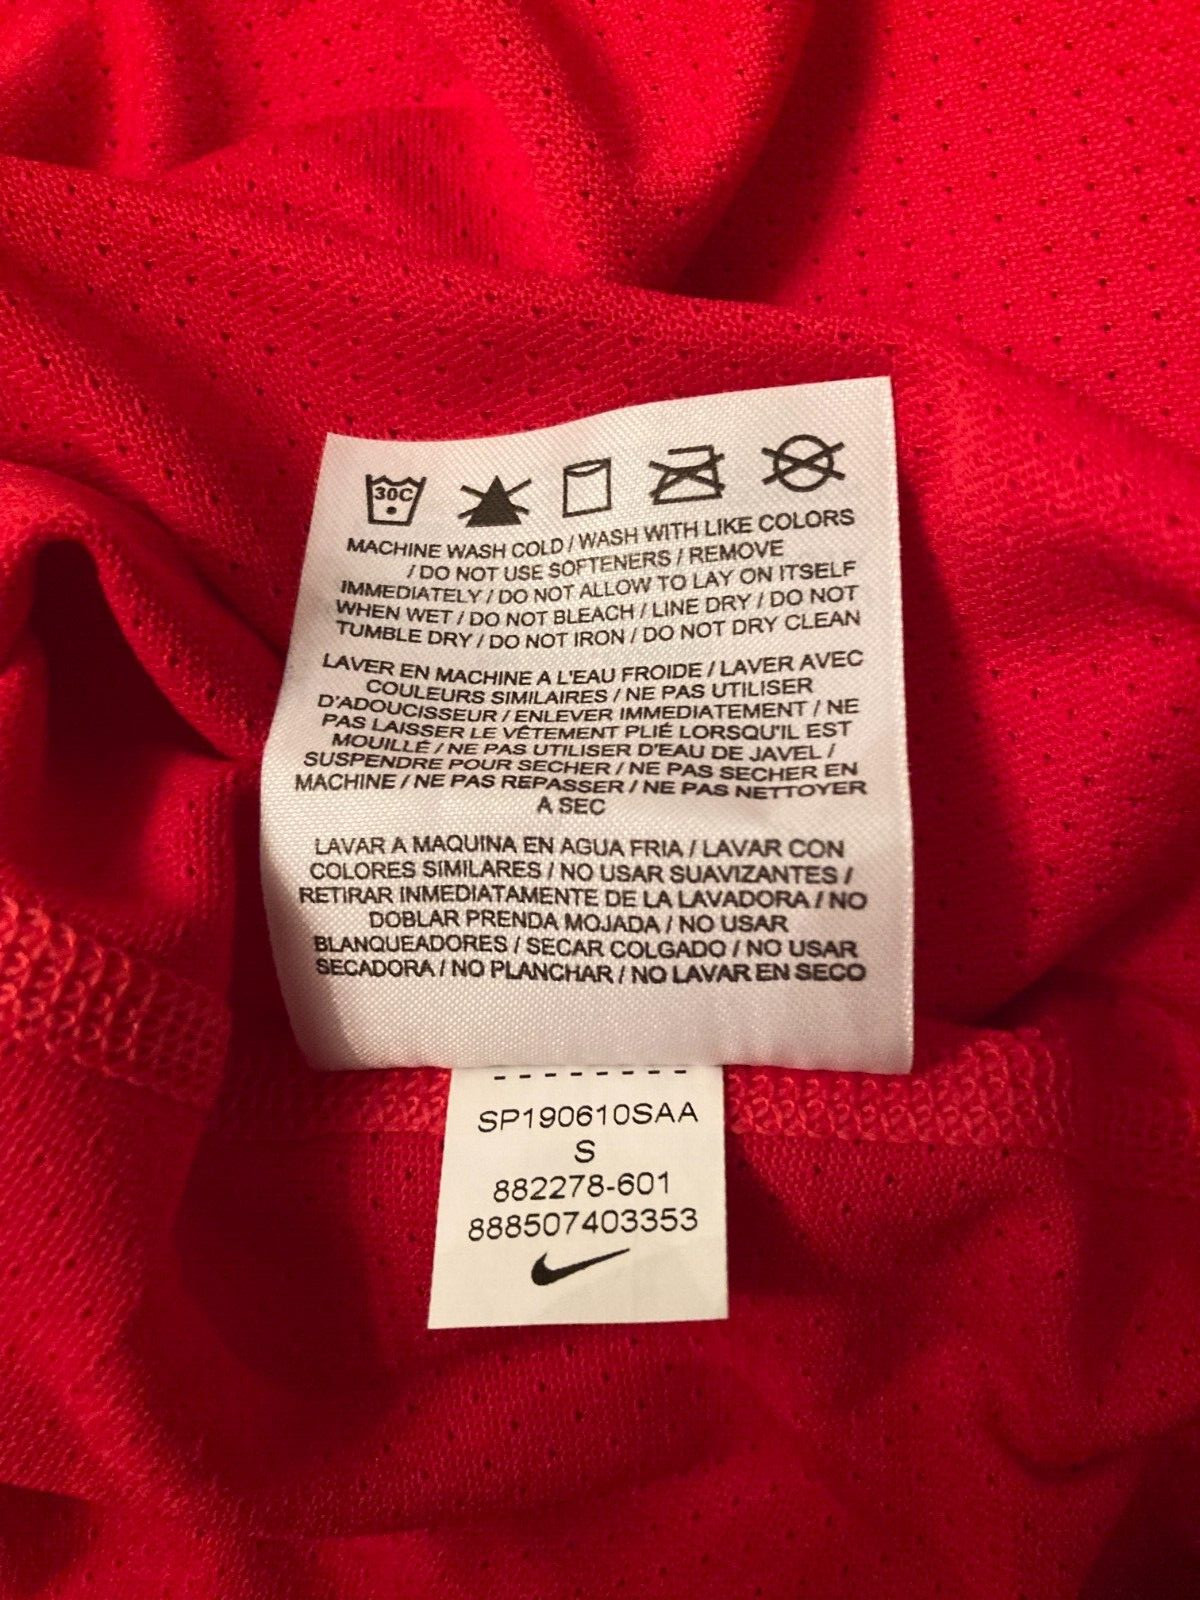 30C
MACHINE WASH COLD / WASH WITH LIKE COLORS
/ DO NOT USE SOFTENERS / REMOVE
IMMEDIATELY / DO NOT ALLOW TO LAY ON ITSELF
WHEN WET / DO NOT BLEACH / LINE DRY / DO NOT
TUMBLE DRY / DO NOT IRON / DO NOT DRY CLEAN
LAVER EN MACHINE A L'EAU FROIDE / LAVER AVEC
COULEURS SIMILAIRES / NE PAS UTILISER
D'ADOUCISSEUR / ENLEVER IMMEDIATEMENT / NE
PAS LAISSER LE VÊTEMENT PLIÉ LORSQU'IL EST
MOUILLÉ / NE PAS UTILISER D'EAU DE JAVEL /
SUSPENDRE POUR SECHER / NE PAS SECHER EN
MACHINE / NE PAS REPASSER / NE PAS NETTOYER
A SEC
LAVAR A MAQUINA EN AGUA FRIA / LAVAR CON
COLORES SIMILARES / NO USAR SUAVIZANTES /
RETIRAR INMEDIATAMENTE DE LA LAVADORA / NO
DOBLAR PRENDA MOJADA / NO USAR
BLANQUEADORES / SECAR COLGADO / NO USAR
SECADORA / NO PLANCHAR / NO LAVAR EN SECO
SP190610SAA
S
882278-601
888507403353